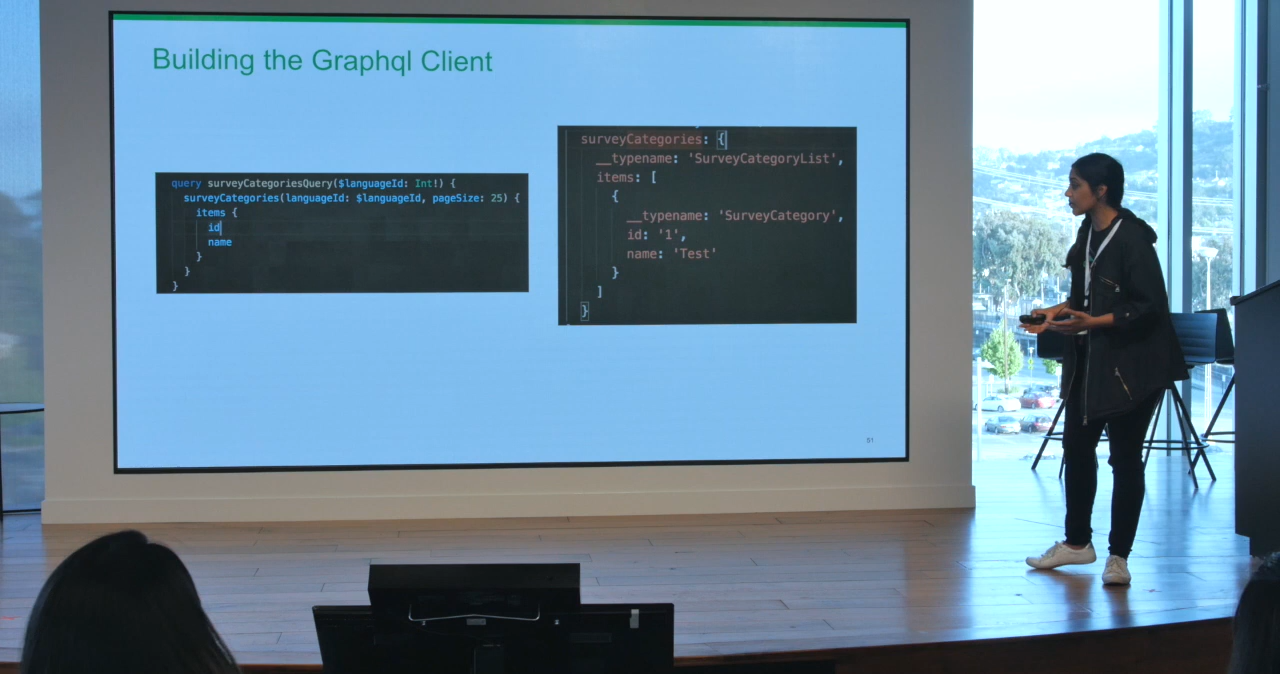 Building the Graphql Client
query surveyCategoriesQuery($languageId: Int!) {
surveyCategories(languageId: $languageId, pageSize: 25) {
items {
id
name
}
}
}
surveyCategories: {
__typename: 'SurveyCategoryList',
items: [
{
__typename: 'SurveyCategory',
id: '1',
name: 'Test'
}
]
}
51